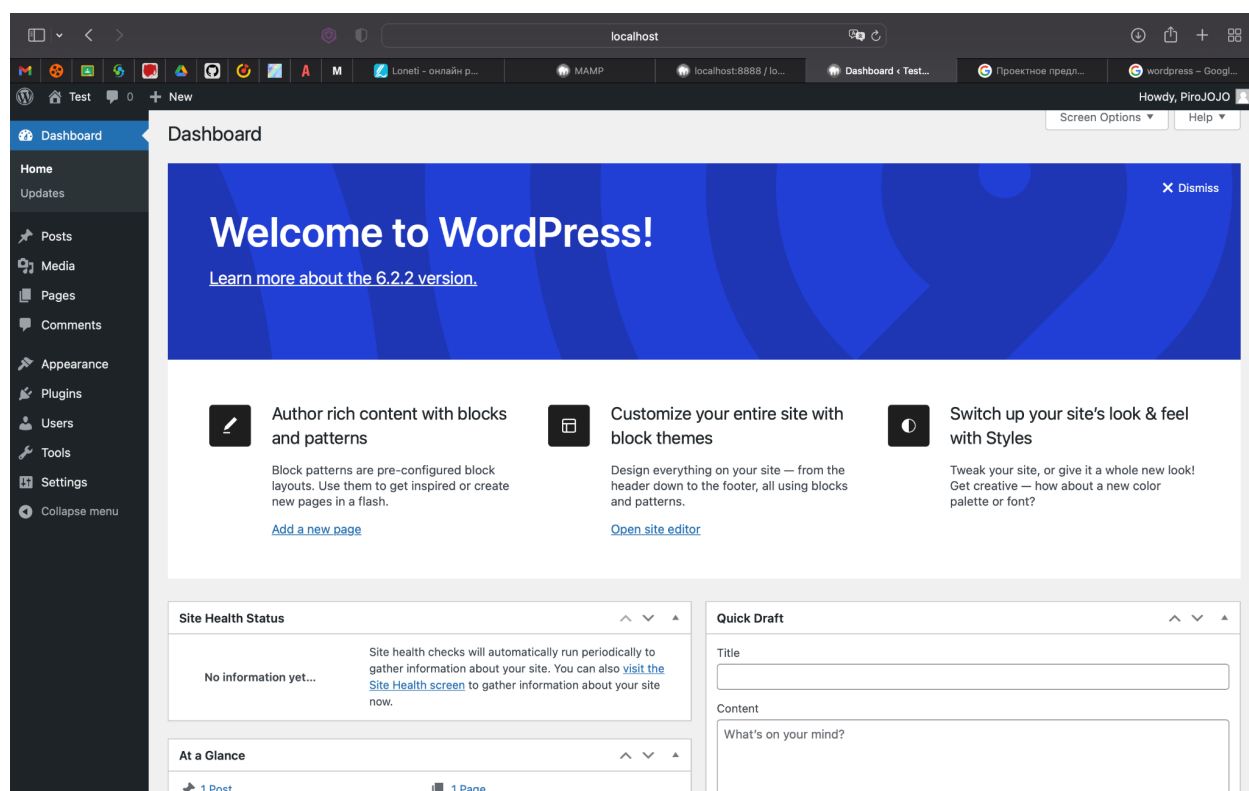 localhost
A
M
Loneti - онлайн р...
MAMP
localhost:8888 / lo...
Dashboard ‹ Test...
Проектное предл...
wordpress – Googl...
Test
0
+ New
Howdy, PiroJOJO
Dashboard
Home
Updates
Posts
Media
Pages
Comments
Appearance
Plugins
Users
Tools
Settings
Collapse menu
Dashboard
Screen Options ▼
Help ▼
Dismiss
Welcome to WordPress!
Learn more about the 6.2.2 version.
Author rich content with blocks
and patterns
Block patterns are pre-configured block
layouts. Use them to get inspired or create
new pages in a flash.
Add a new page
Customize your entire site with
block themes
Design everything on your site — from the
header down to the footer, all using blocks
and patterns.
Open site editor
Switch up your site's look & feel
with Styles
Tweak your site, or give it a whole new look!
Get creative — how about a new color
palette or font?
Site Health Status
No information yet...
Site health checks will automatically run periodically to
gather information about your site. You can also visit the
Site Health screen to gather information about your site
now.
At a Glance
1 Post
1 Page
Quick Draft
Title
Content
What's on your mind?